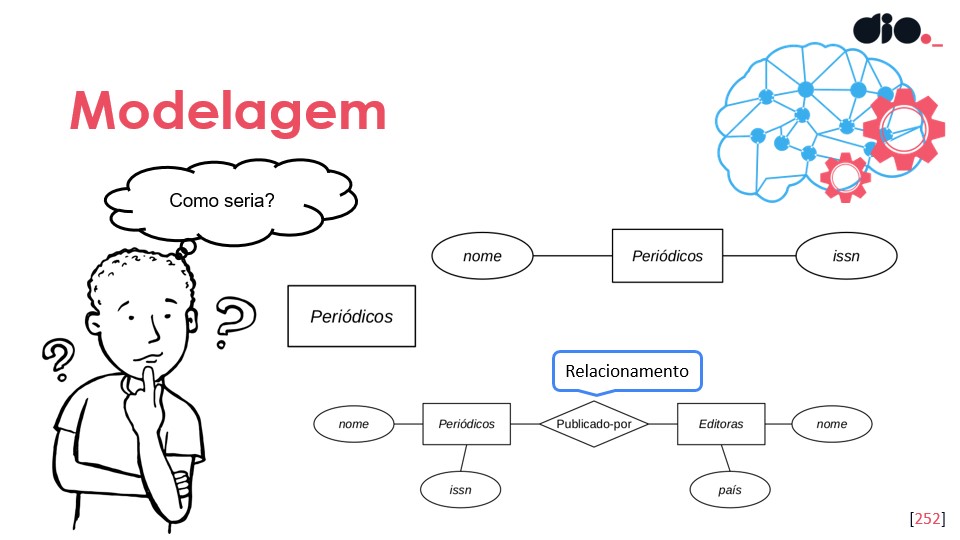 dio._
Modelagem
Como seria?
nome
Periódicos
issn
Periódicos
Relacionamento
nome
Periódicos
Publicado-por
Editoras
nome
issn
país
?
?
[252]